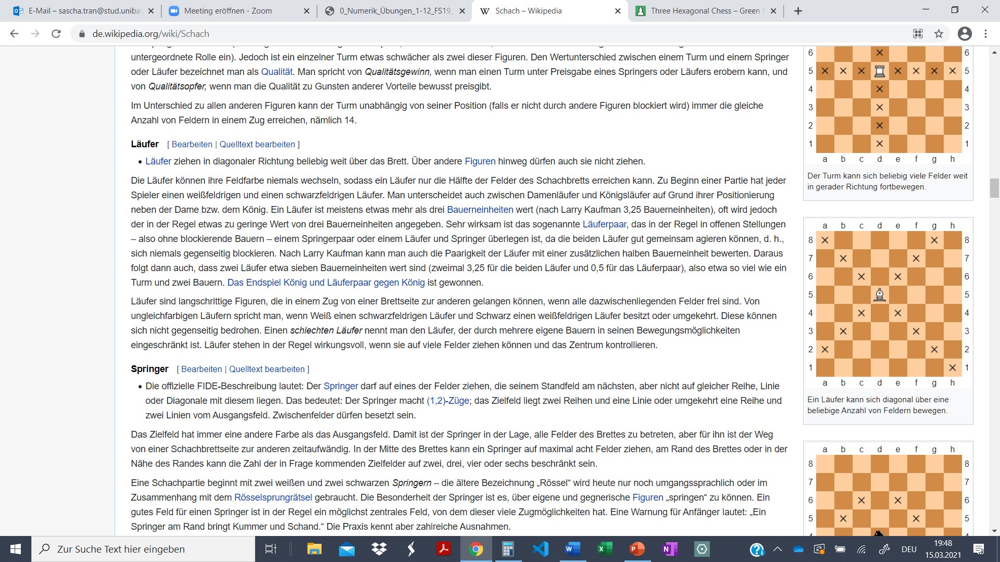 E-Mail – sascha.tran@stud.uniba
Meeting eröffnen - Zoom
0_Numerik_Übungen_1-12_FS19_
Schach – Wikipedia
Three Hexagonal Chess – Green
de.wikipedia.org/wiki/Schach
untergeordnete Rolle ein). Jedoch ist ein einzelner Turm etwas schwächer als zwei dieser Figuren. Den Wertunterschied zwischen einem Turm und einem Springer
oder Läufer bezeichnet man als Qualität. Man spricht von Qualitätsgewinn, wenn man einen Turm unter Preisgabe eines Springers oder Läufers erobern kann, und
von Qualitätsopfer, wenn man die Qualität zu Gunsten anderer Vorteile bewusst preisgibt.
Im Unterschied zu allen anderen Figuren kann der Turm unabhängig von seiner Position (falls er nicht durch andere Figuren blockiert wird) immer die gleiche
Anzahl von Feldern in einem Zug erreichen, nämlich 14.
Läufer [ Bearbeiten | Quelltext bearbeiten ]
• Läufer ziehen in diagonaler Richtung beliebig weit über das Brett. Über andere Figuren hinweg dürfen auch sie nicht ziehen.
Die Läufer können ihre Feldfarbe niemals wechseln, sodass ein Läufer nur die Hälfte der Felder des Schachbretts erreichen kann. Zu Beginn einer Partie hat jeder
Spieler einen weißfeldrigen und einen schwarzfeldrigen Läufer. Man unterscheidet auch zwischen Damenläufer und Königsläufer auf Grund ihrer Positionierung
neben der Dame bzw. dem König. Ein Läufer ist meistens etwas mehr als drei Bauerneinheiten wert (nach Larry Kaufman 3,25 Bauerneinheiten), oft wird jedoch
der in der Regel etwas zu geringe Wert von drei Bauerneinheiten angegeben. Sehr wirksam ist das sogenannte Läuferpaar, das in der Regel in offenen Stellungen
– also ohne blockierende Bauern – einem Springerpaar oder einem Läufer und Springer überlegen ist, da die beiden Läufer gut gemeinsam agieren können, d. h.,
sich niemals gegenseitig blockieren. Nach Larry Kaufman kann man auch die Paarigkeit der Läufer mit einer zusätzlichen halben Bauerneinheit bewerten. Daraus
folgt dann auch, dass zwei Läufer etwa sieben Bauerneinheiten wert sind (zweimal 3,25 für die beiden Läufer und 0,5 für das Läuferpaar), also etwa so viel wie ein
Turm und zwei Bauern. Das Endspiel König und Läuferpaar gegen König ist gewonnen.
Läufer sind langschrittige Figuren, die in einem Zug von einer Brettseite zur anderen gelangen können, wenn alle dazwischenliegenden Felder frei sind. Von
ungleichfarbigen Läufern spricht man, wenn Weiß einen schwarzfeldrigen Läufer und Schwarz einen weißfeldrigen Läufer besitzt oder umgekehrt. Diese können
sich nicht gegenseitig bedrohen. Einen schlechten Läufer nennt man den Läufer, der durch mehrere eigene Bauern in seinen Bewegungsmöglichkeiten
eingeschränkt ist. Läufer stehen in der Regel wirkungsvoll, wenn sie auf viele Felder ziehen können und das Zentrum kontrollieren.
Springer [ Bearbeiten | Quelltext bearbeiten ]
• Die offizielle FIDE-Beschreibung lautet: Der Springer darf auf eines der Felder ziehen, die seinem Standfeld am nächsten, aber nicht auf gleicher Reihe, Linie
oder Diagonale mit diesem liegen. Das bedeutet: Der Springer macht (1,2)-Züge; das Zielfeld liegt zwei Reihen und eine Linie oder umgekehrt eine Reihe und
zwei Linien vom Ausgangsfeld. Zwischenfelder dürfen besetzt sein.
Das Zielfeld hat immer eine andere Farbe als das Ausgangsfeld. Damit ist der Springer in der Lage, alle Felder des Brettes zu betreten, aber für ihn ist der Weg
von einer Schachbrettseite zur anderen zeitaufwändig. In der Mitte des Brettes kann ein Springer auf maximal acht Felder ziehen, am Rand des Brettes oder in der
Nähe des Randes kann die Zahl der in Frage kommenden Zielfelder auf zwei, drei, vier oder sechs beschränkt sein.
Eine Schachpartie beginnt mit zwei weißen und zwei schwarzen Springern – die ältere Bezeichnung „Rössel“ wird heute nur noch umgangssprachlich oder im
Zusammenhang mit dem Rösselsprungrätsel gebraucht. Die Besonderheit der Springer ist es, über eigene und gegnerische Figuren „springen“ zu können. Ein
gutes Feld für einen Springer ist in der Regel ein möglichst zentrales Feld, von dem dieser viele Zugmöglichkeiten hat. Eine Warnung für Anfänger lautet: „Ein
Springer am Rand bringt Kummer und Schand.“ Die Praxis kennt aber zahlreiche Ausnahmen.
6 6
5 5
4 4
3 3
2 2
1 1
a b c d e f g h
Der Turm kann sich beliebig viele Felder weit
in gerader Richtung fortbewegen.
a b c d e f g h
8 8
7 7
6 6
5 5
4 4
3 3
2 2
1 1
a b c d e f g h
Ein Läufer kann sich diagonal über eine
beliebige Anzahl von Feldern bewegen.
a b c d e f g h
8 8
7 7
6 6
5 5
4 4
Zur Suche Text hier eingeben
DEU
19:48
15.03.2021